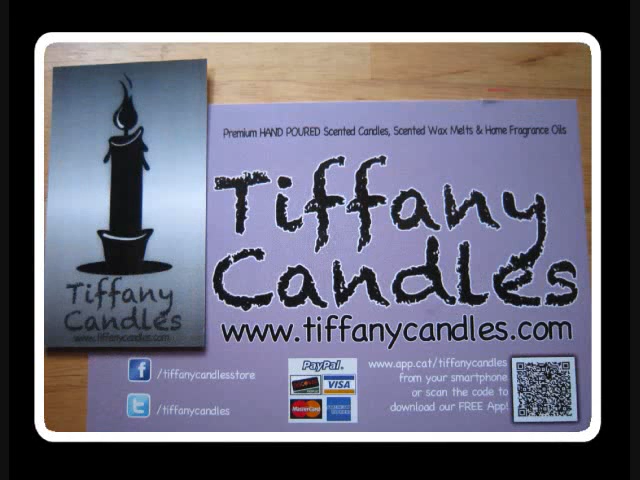 Tiffany
Candles
www.tiffanycandles.com
Premium HAND POURED Scented Candles, Scented Wax Melts & Home Fragrance Oils
Tiffany
Candles
www.tiffanycandles.com
f /tiffanycandlesstore
t /tiffanycandles
PayPal
DISCOVER
VISA
MasterCard
www.app.cat/tiffanycandles
from your smartphone
or scan the code to
download our FREE App!